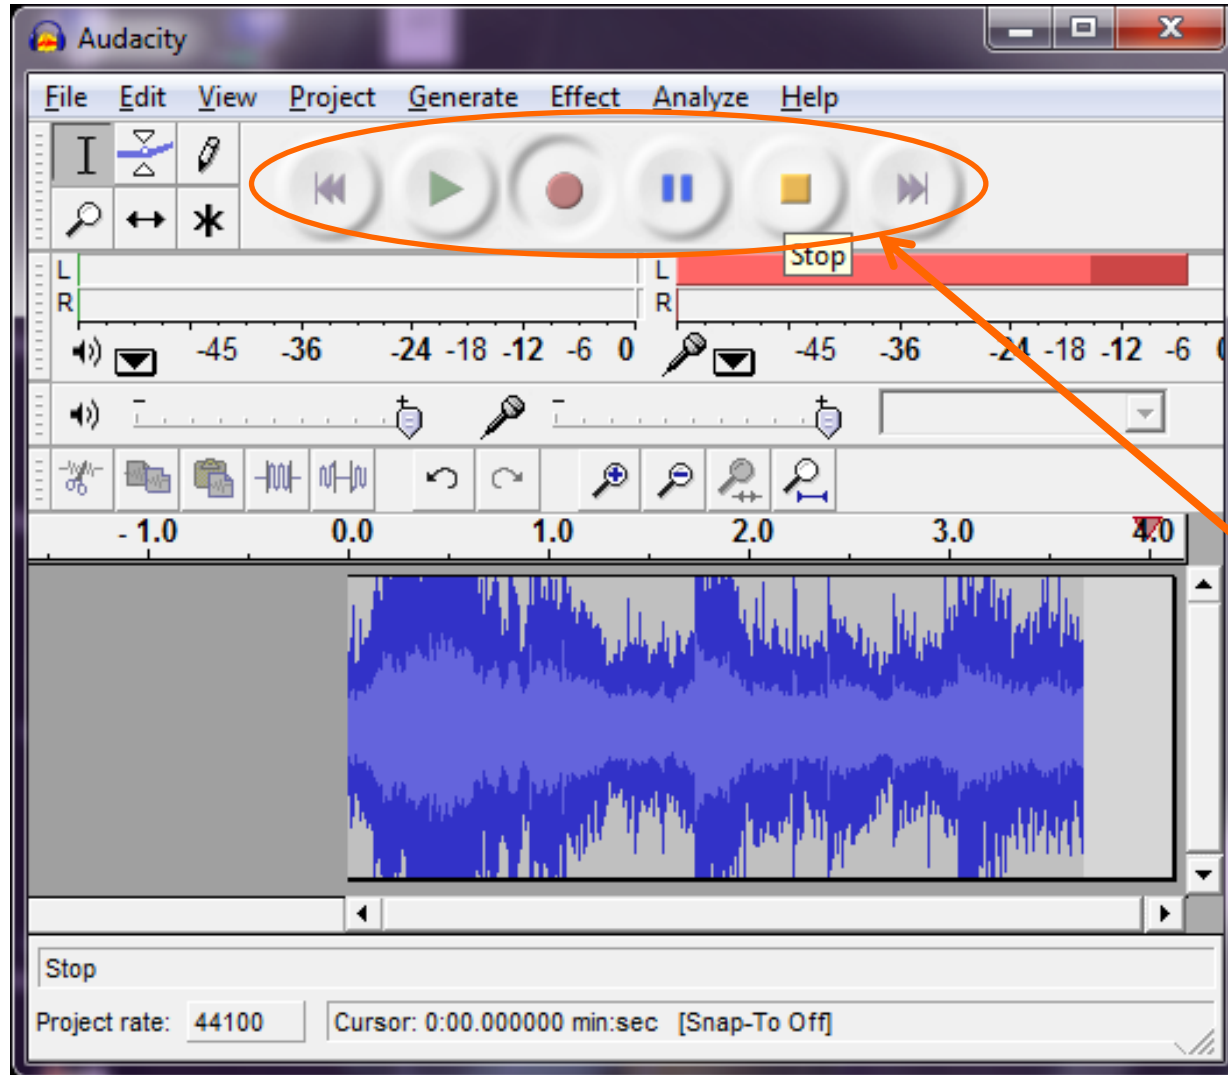 Audacity
File Edit View Project Generate Effect Analyze Help
Stop
L
R
L
R
-45 -36 -24 -18 -12 -6 0
-45 -36 -24 -18 -12 -6 0
- 1.0 0.0 1.0 2.0 3.0 4.0
Stop
Project rate: 44100 Cursor: 0:00.000000 min:sec [Snap-To Off]